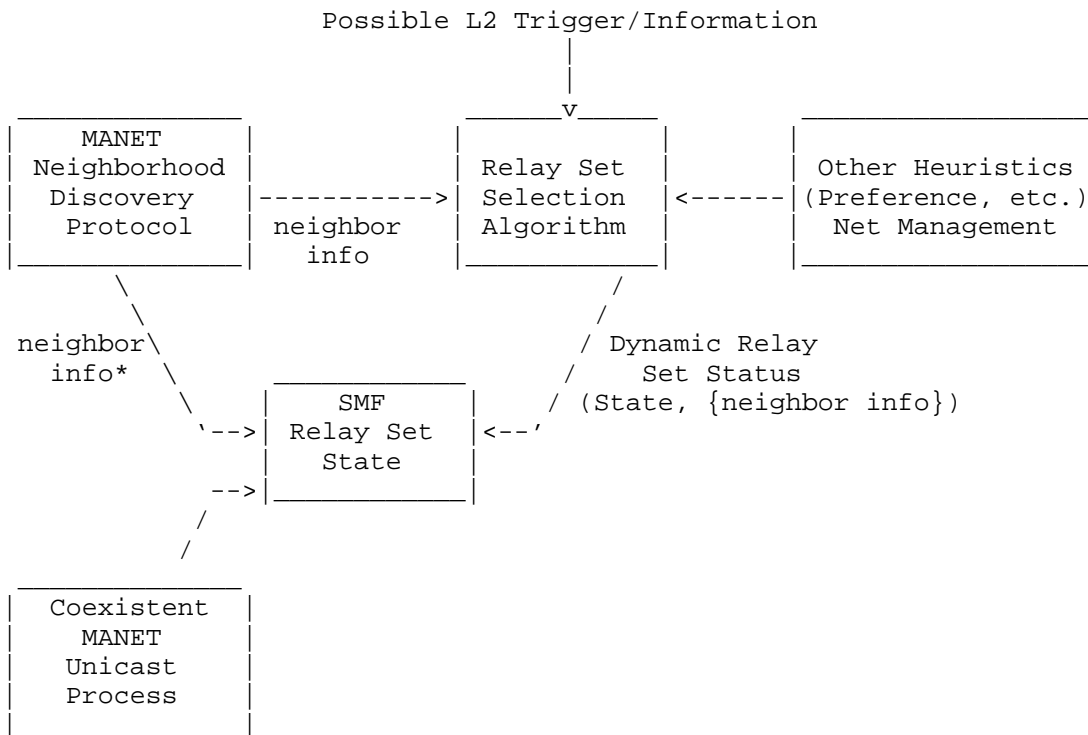 Possible L2 Trigger/Information
MANET
Neighborhood
Discovery
Protocol
neighbor
info
Relay Set
Selection
Algorithm
Other Heuristics
(Preference, etc.)
Net Management
neighbor
info*
Dynamic Relay
Set Status
(State, {neighbor info})
SMF
Relay Set
State
Coexistent
MANET
Unicast
Process